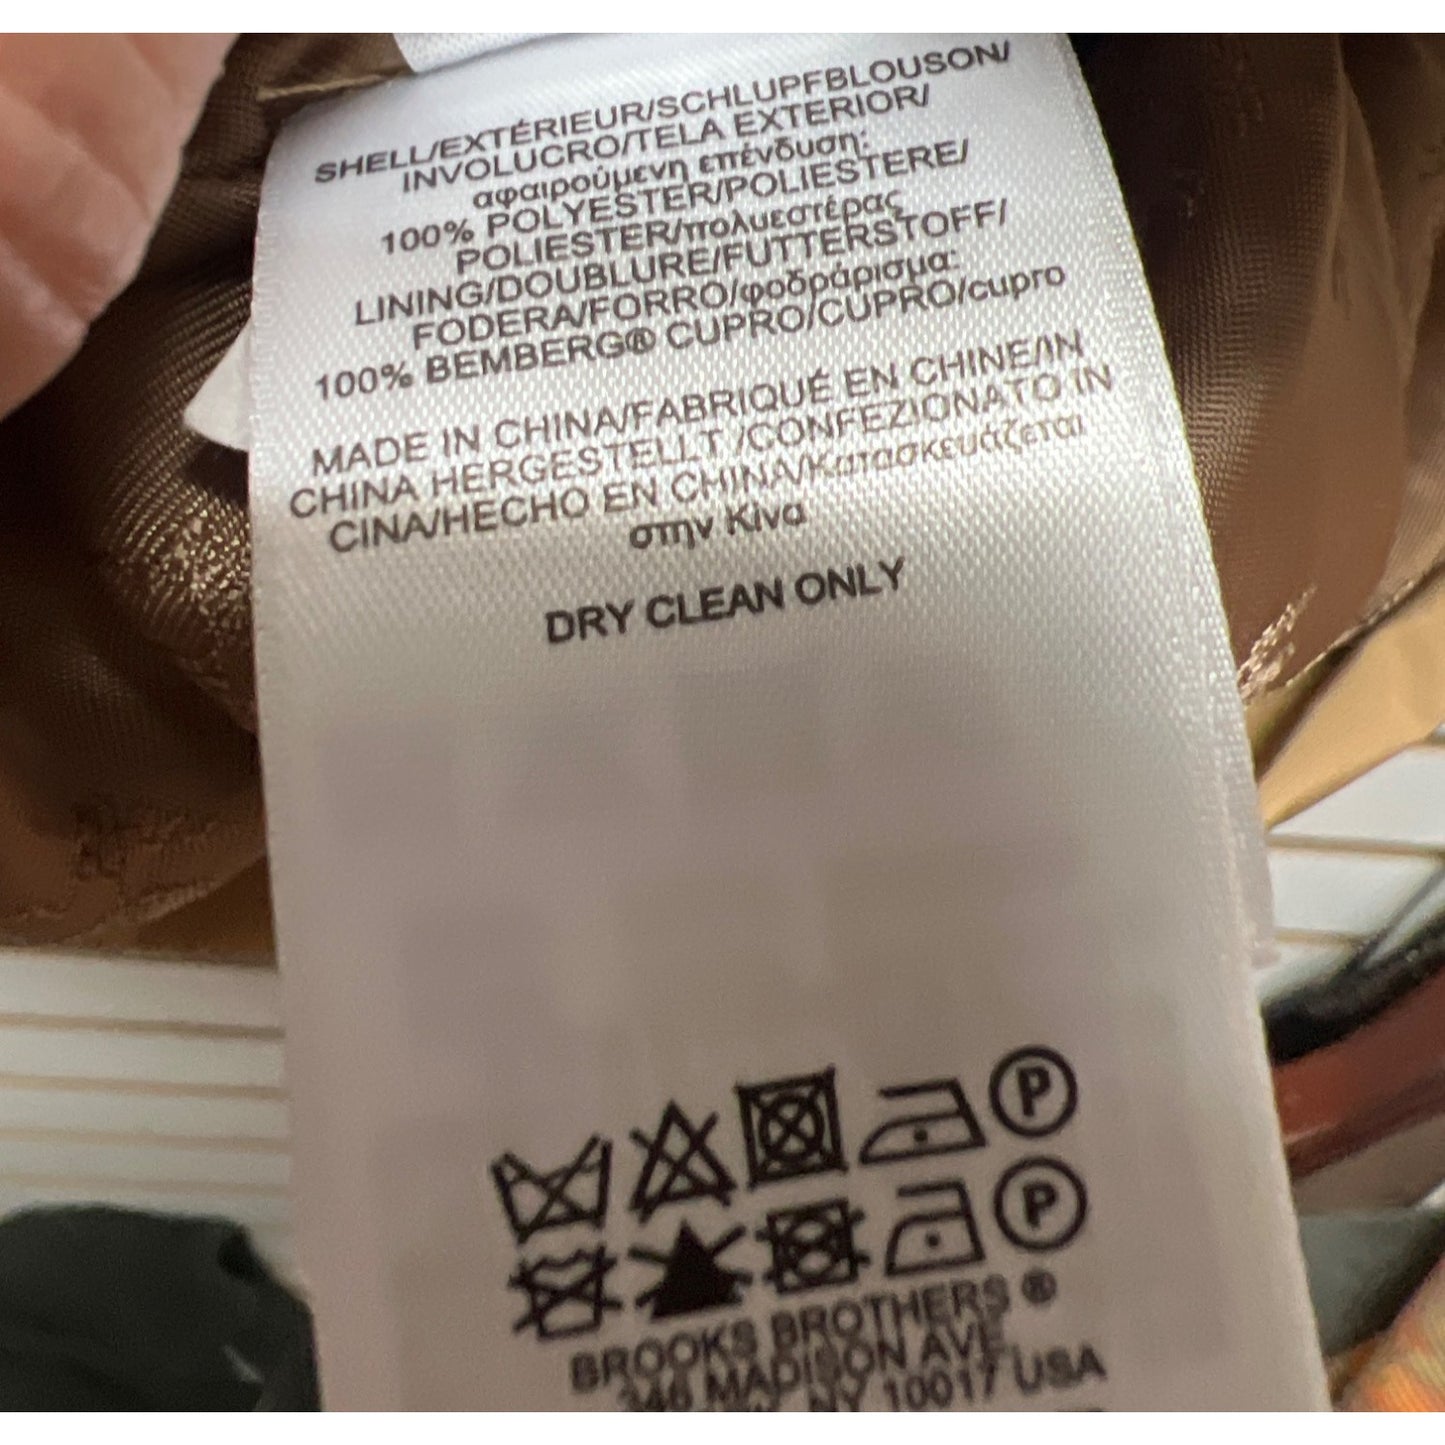 SHELL/EXTÉRIEUR/SCHLUPFBLOUSON/
INVOLUCRO/TELA EXTERIOR/
αφαιρούμενη επένδυση:
100% POLYESTER/POLIESTERE/
POLIESTER/πολυεστέρας
LINING/DOUBLURE/FUTTERSTOFF/
FODERA/FORRO/φοδράρισμα:
100% BEMBERG® CUPRO/CUPRO/cupro
MADE IN CHINA/FABRIQUÉ EN CHINE/IN
CHINA HERGESTELLT /CONFEZIONATO IN
CINA/HECHO EN CHINA/Κατασκευάζεται
στην Κίνα
DRY CLEAN ONLY
P
P
BROOKS BROTHERS ®
346 MADISON AVE
NY 10017 USA